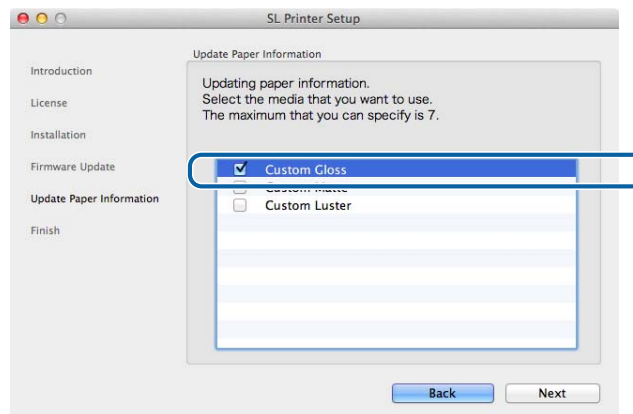 SL Printer Setup
Update Paper Information
Introduction
License
Installation
Firmware Update
Update Paper Information
Finish
Updating paper information.
Select the media that you want to use.
The maximum that you can specify is 7.
Custom Gloss
Custom Matte
Custom Luster
Back
Next